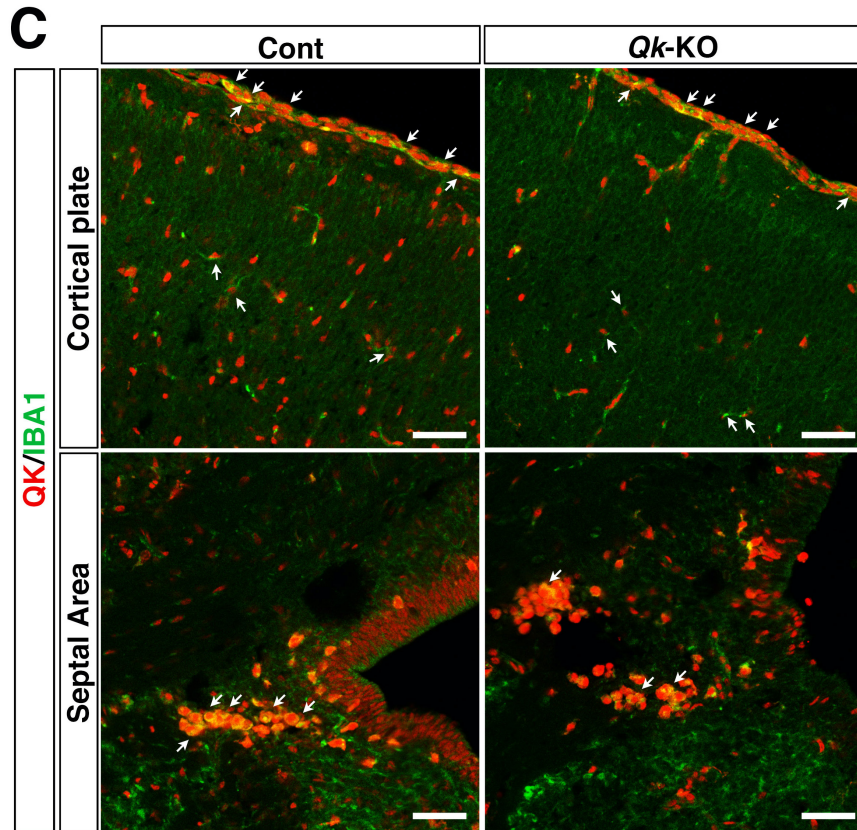 C
Cont
Qk-KO
QK/IBA1
Cortical plate
Septal Area